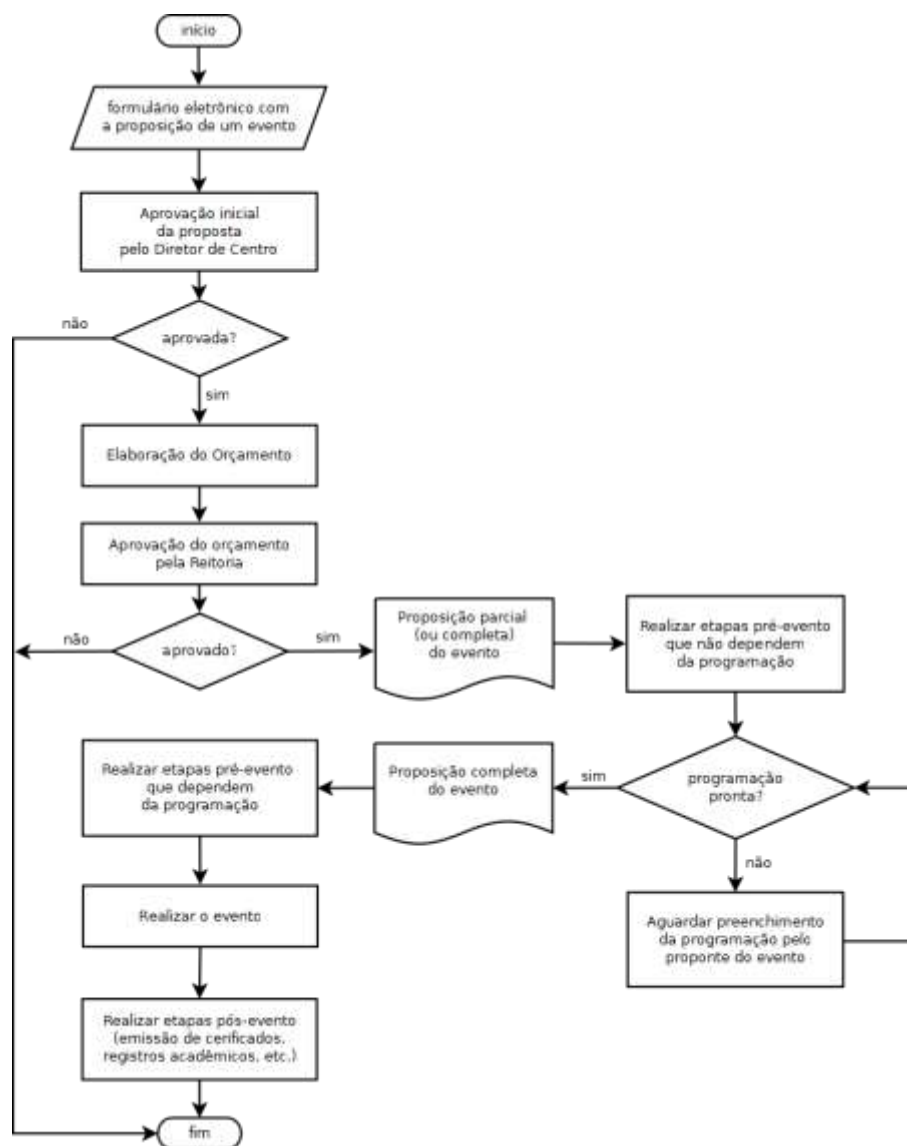 início
formulário eletrônico com
a proposição de um evento
Aprovação inicial
da proposta
pelo Diretor de Centro
não
aprovada?
sim
Elaboração do Orçamento
Aprovação do orçamento
pela Reitoria
não
aprovado?
sim
Proposição parcial
(ou completa)
do evento
Realizar etapas pré-evento
que não dependem
da programação
programação
pronta?
sim
não
Proposição completa
do evento
Realizar etapas pré-evento
que dependem
da programação
Aguardar preenchimento
da programação pelo
proponte do evento
Realizar o evento
Realizar etapas pós-evento
(emissão de cerificados,
registros acadêmicos, etc.)
fim